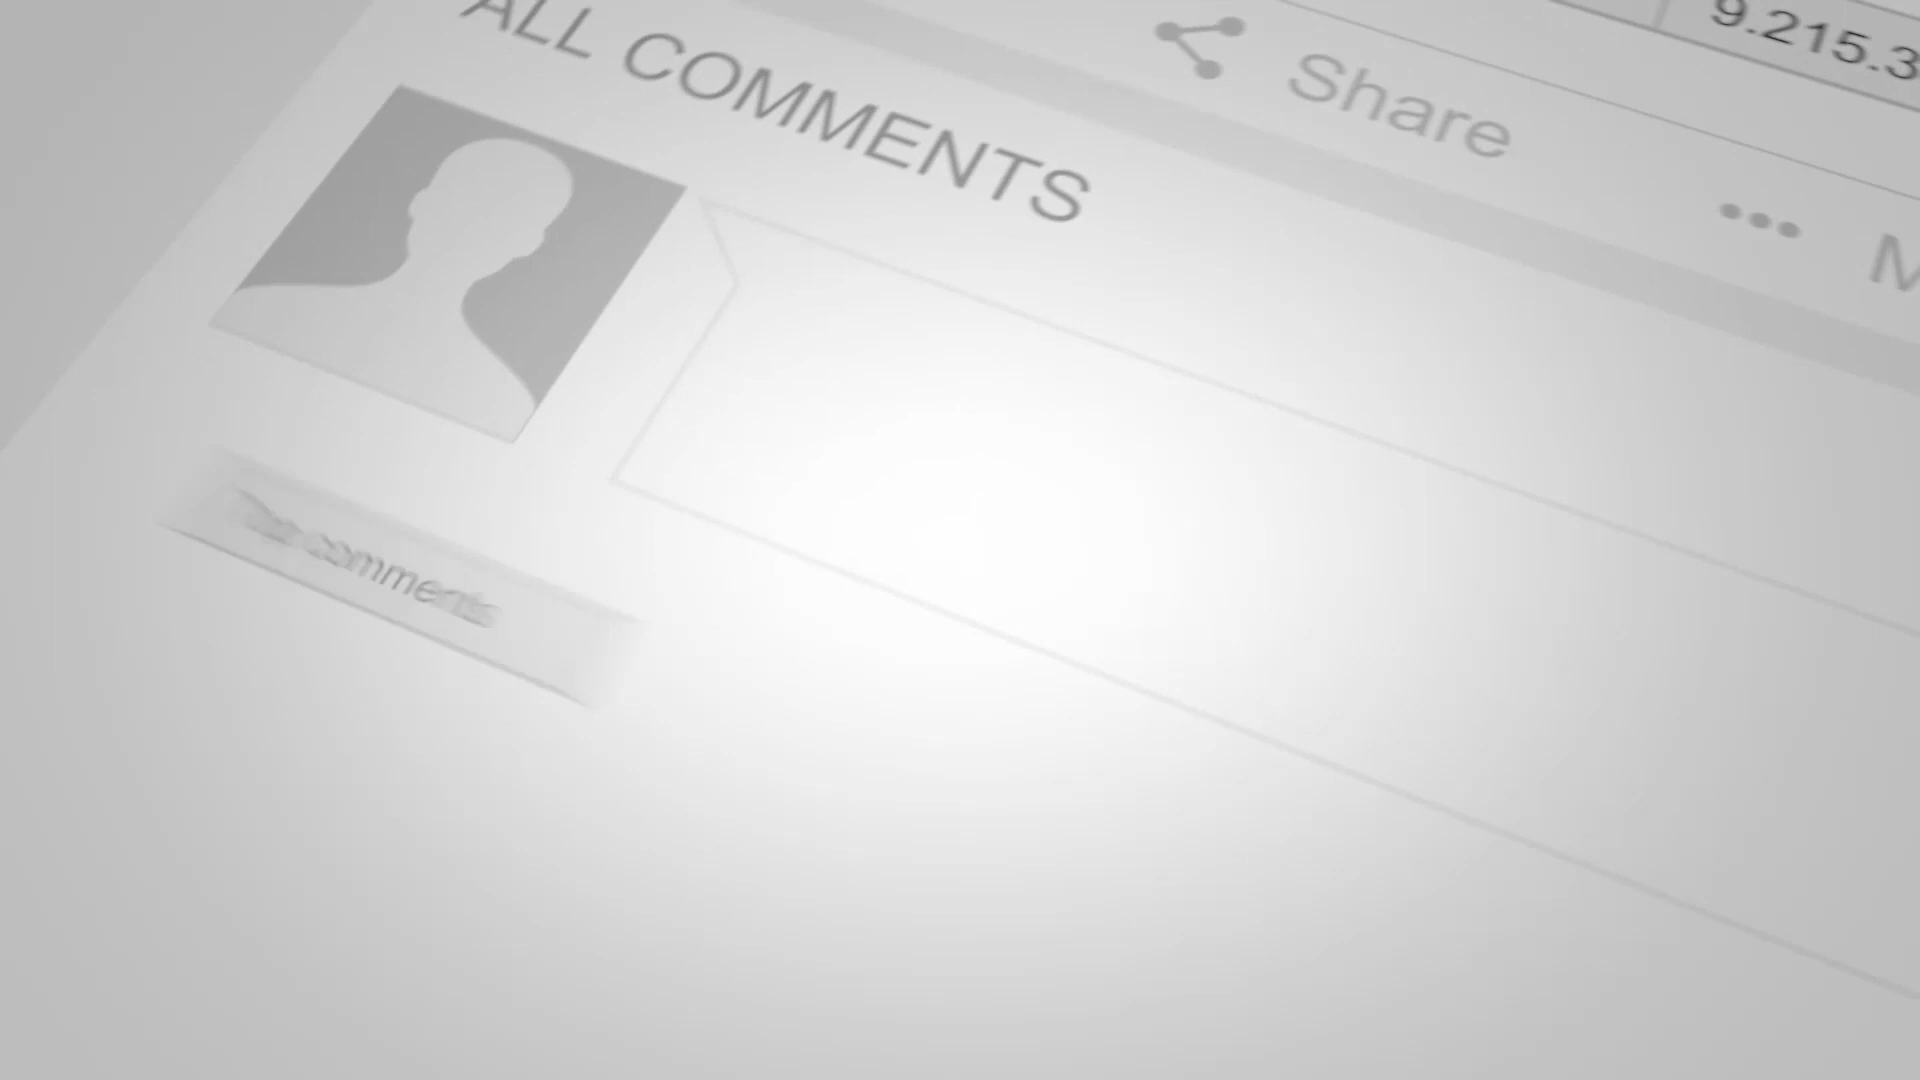 9.215.3
Share
M
ALL COMMENTS
comments